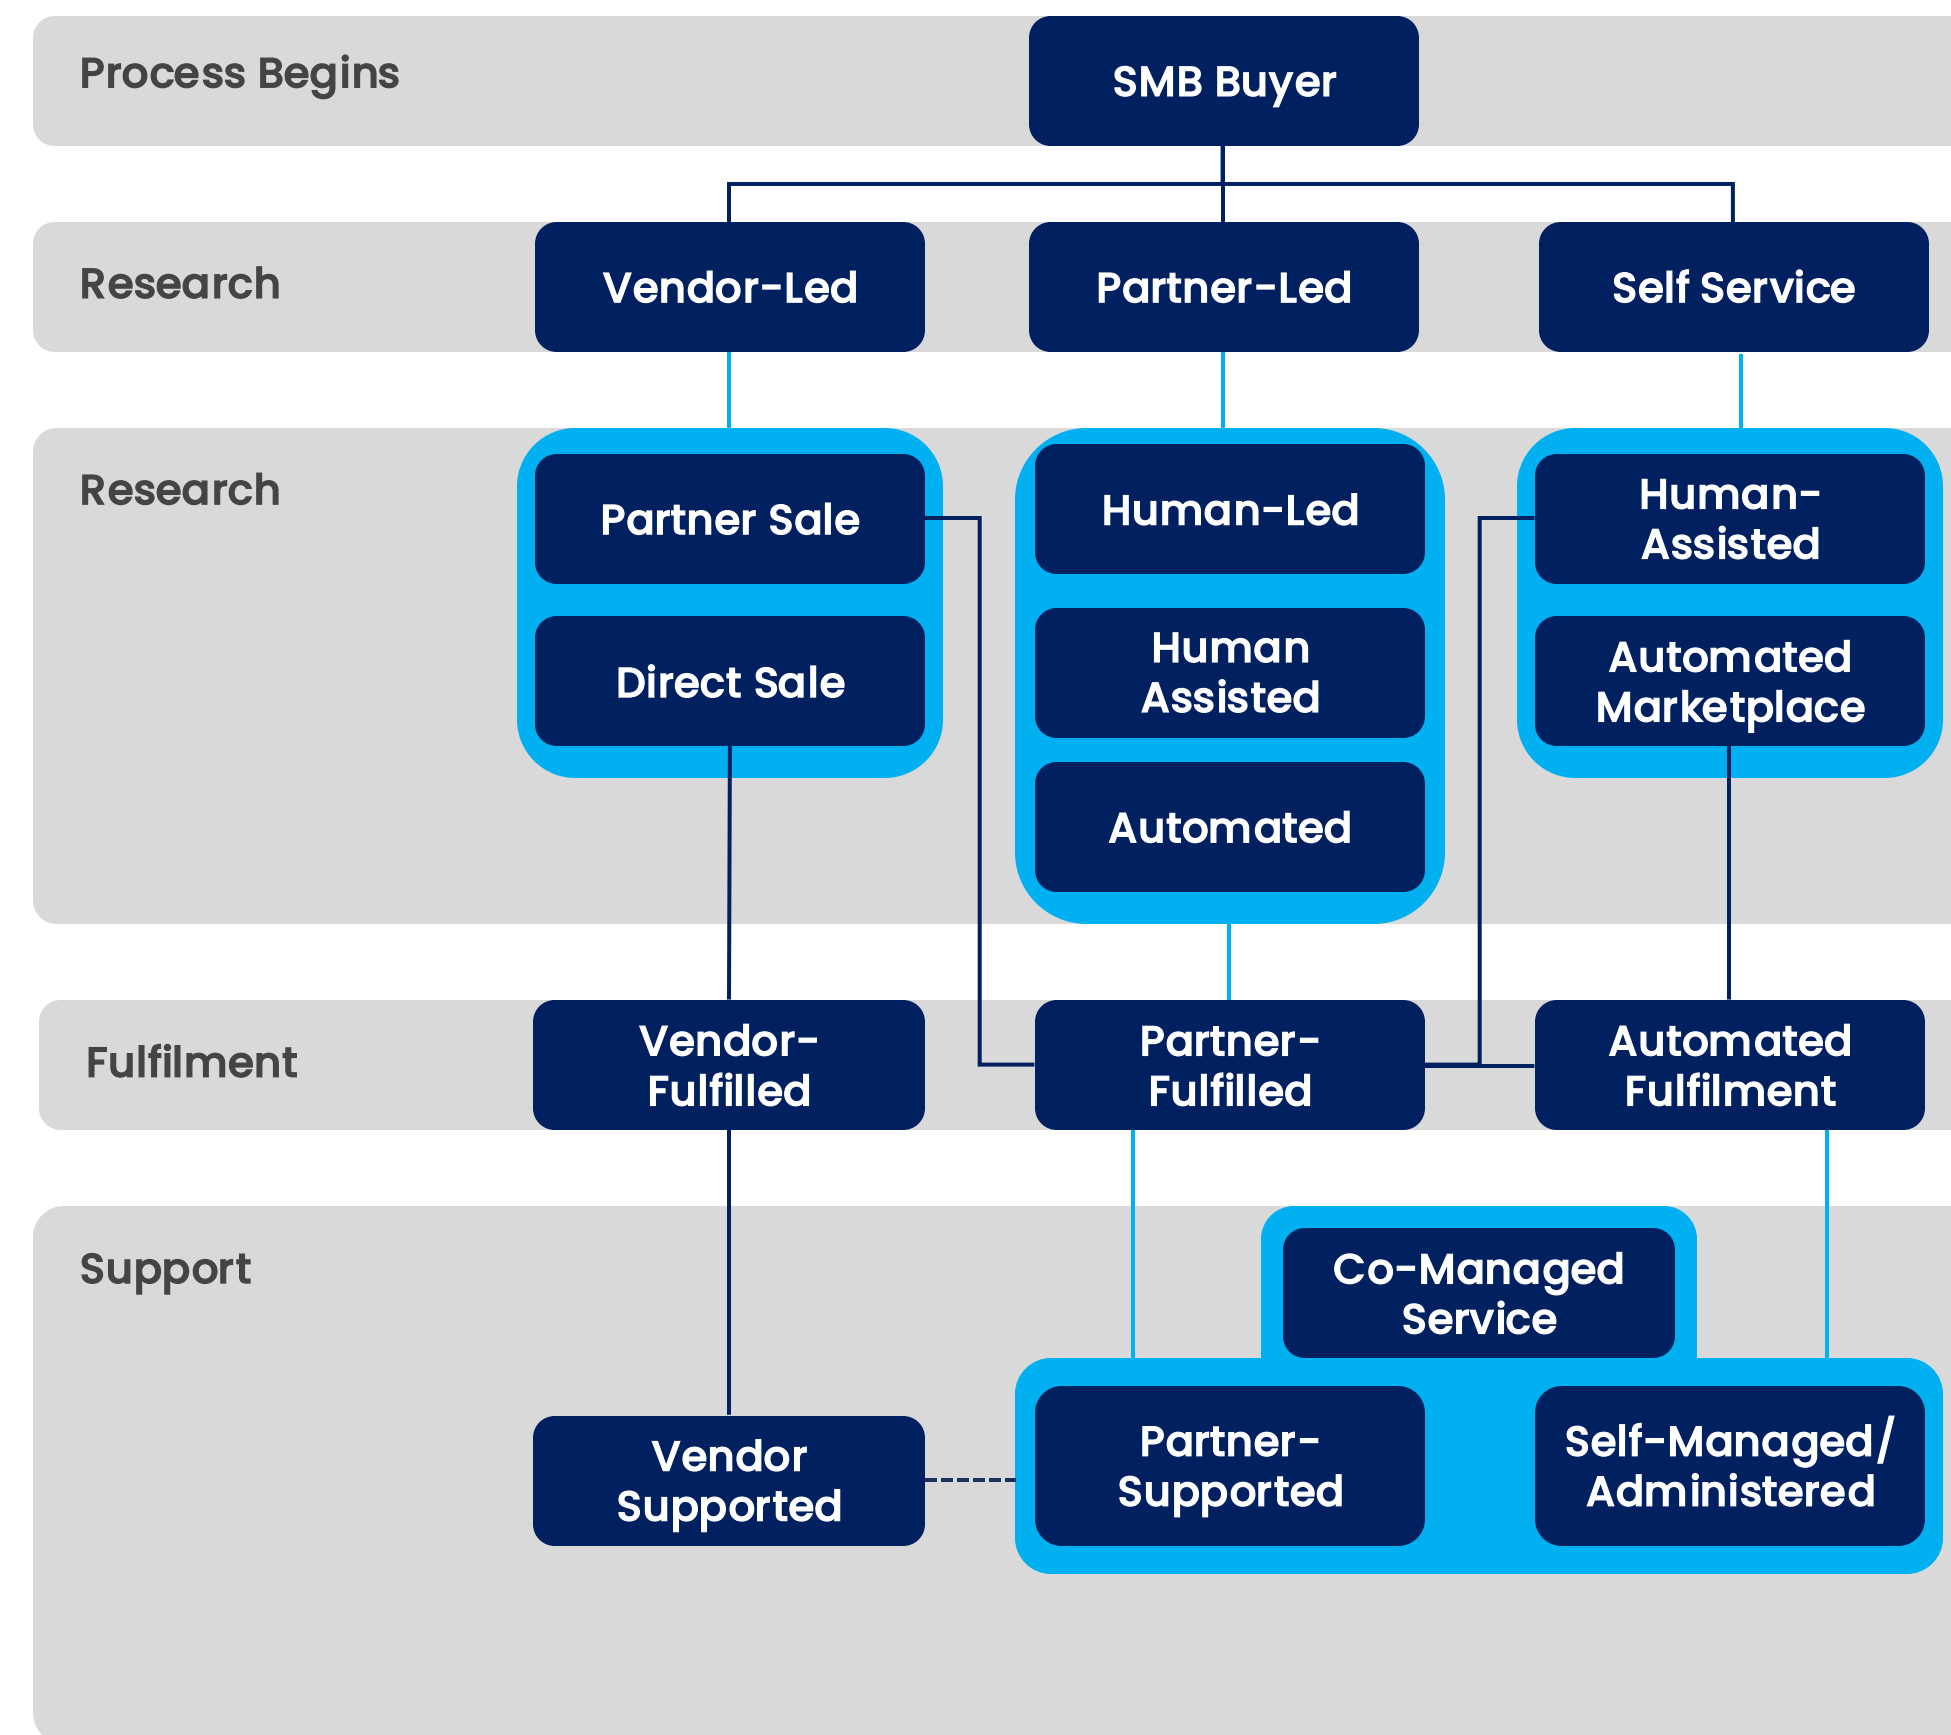 Process Begins
SMB Buyer
Research
Vendor-Led
Partner-Led
Self Service
Research
Partner Sale
Direct Sale
Human-Led
Human
Assisted
Automated
Human-
Assisted
Automated
Marketplace
Fulfilment
Vendor-
Fulfilled
Partner-
Fulfilled
Automated
Fulfilment
Support
Co-Managed
Service
Vendor
Supported
Partner-
Supported
Self-Managed/
Administered